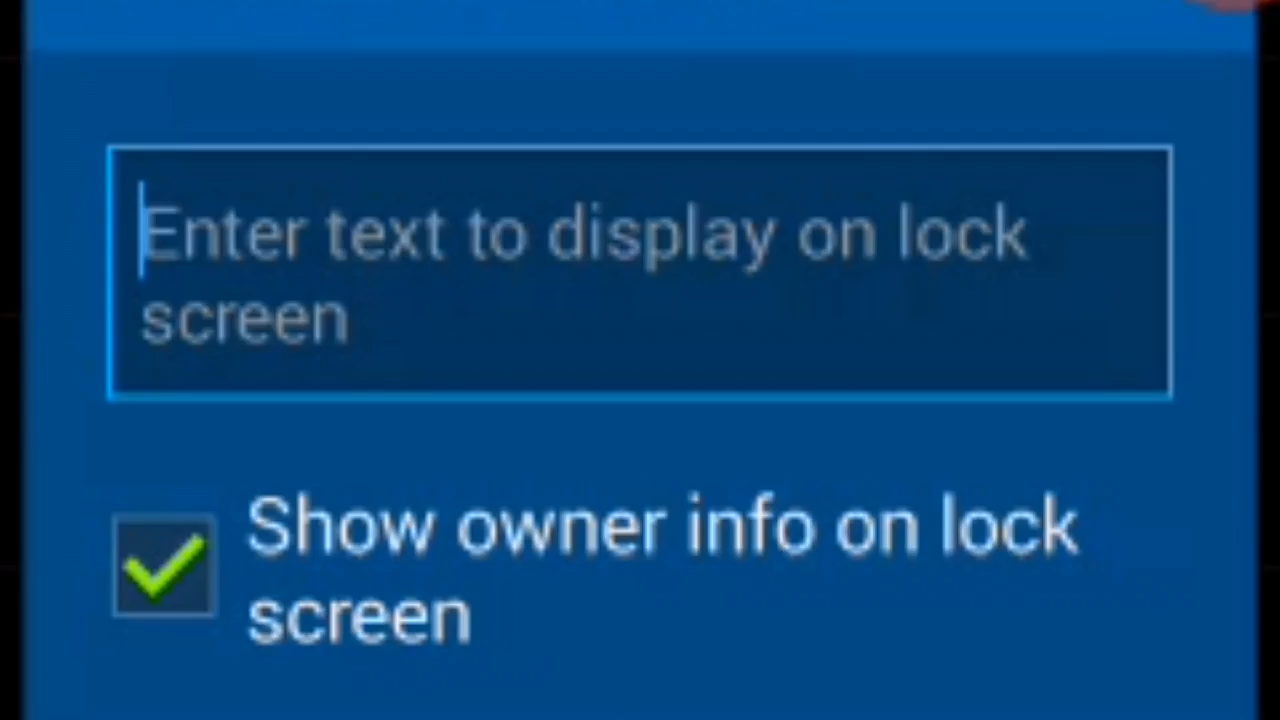 Enter text to display on lock
screen
Show owner info on lock
screen